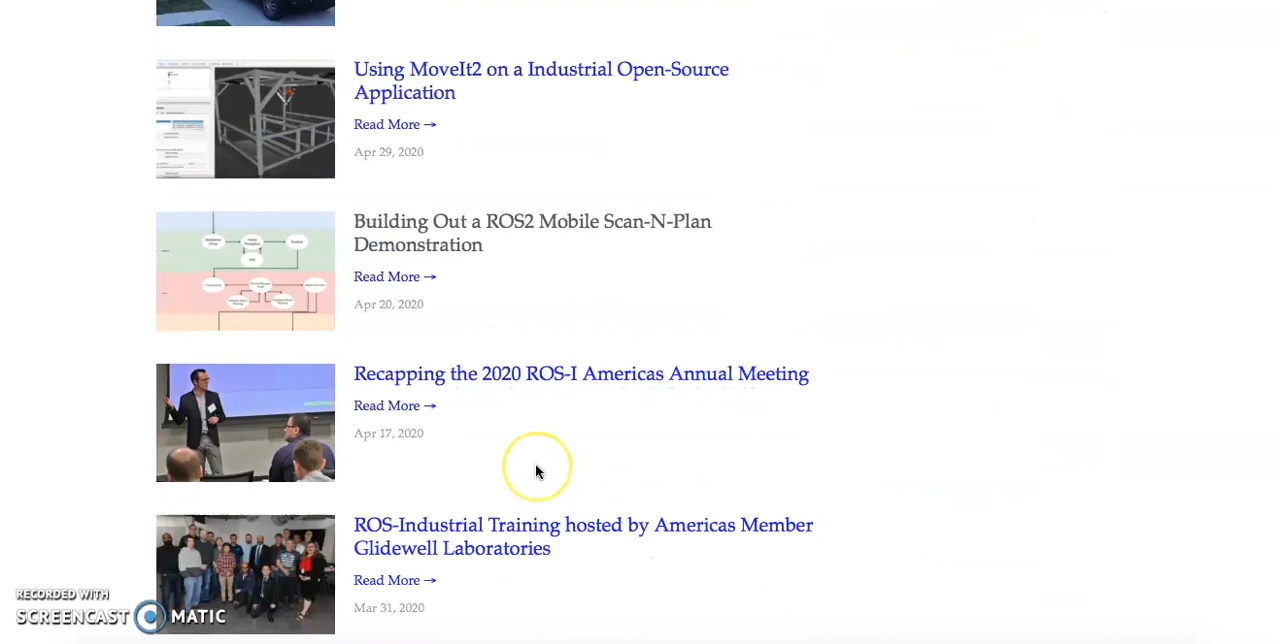 Using MoveIt2 on a Industrial Open-Source
Application
Read More →
Apr 29, 2020
Building Out a ROS2 Mobile Scan-N-Plan
Demonstration
Read More →
Apr 20, 2020
Recapping the 2020 ROS-I Americas Annual Meeting
Read More →
Apr 17, 2020
ROS-Industrial Training hosted by Americas Member
Glidewell Laboratories
Read More →
Mar 31, 2020
RECORDED WITH
SCREENCAST MATIC